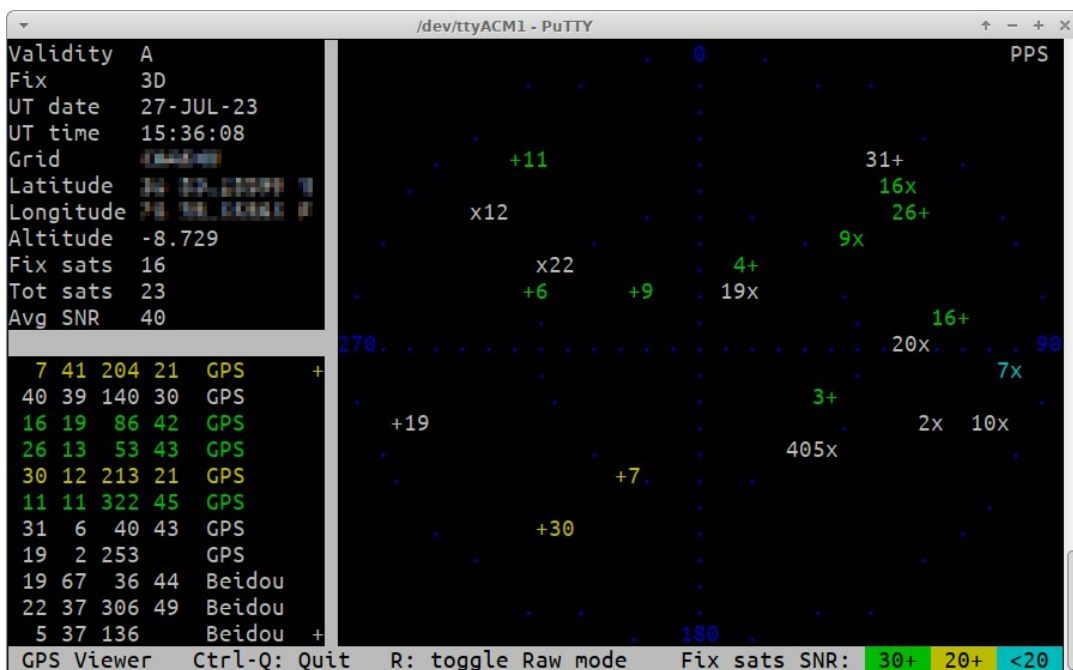 /dev/ttyACM1 - PuTTY
Validity A
Fix 3D
UT date 27-JUL-23
UT time 15:36:08
Grid
Latitude
Longitude
Altitude -8.729
Fix sats 16
Tot sats 23
Avg SNR 40
7 41 204 21 GPS +
40 39 140 30 GPS
16 19 86 42 GPS
26 13 53 43 GPS
30 12 213 21 GPS
11 11 322 45 GPS
31 6 40 43 GPS
19 2 253 GPS
19 67 36 44 Beidou
22 37 306 49 Beidou
5 37 136 Beidou +
0 PPS
+11 31+
16x
x12 26+
9x
x22 4+
+6 +9 19x
16+
270 20x 90
7x
3+
+19 2x 10x
405x
+7
+30
180
GPS Viewer Ctrl-Q: Quit R: toggle Raw mode Fix sats SNR: 30+ 20+ <20